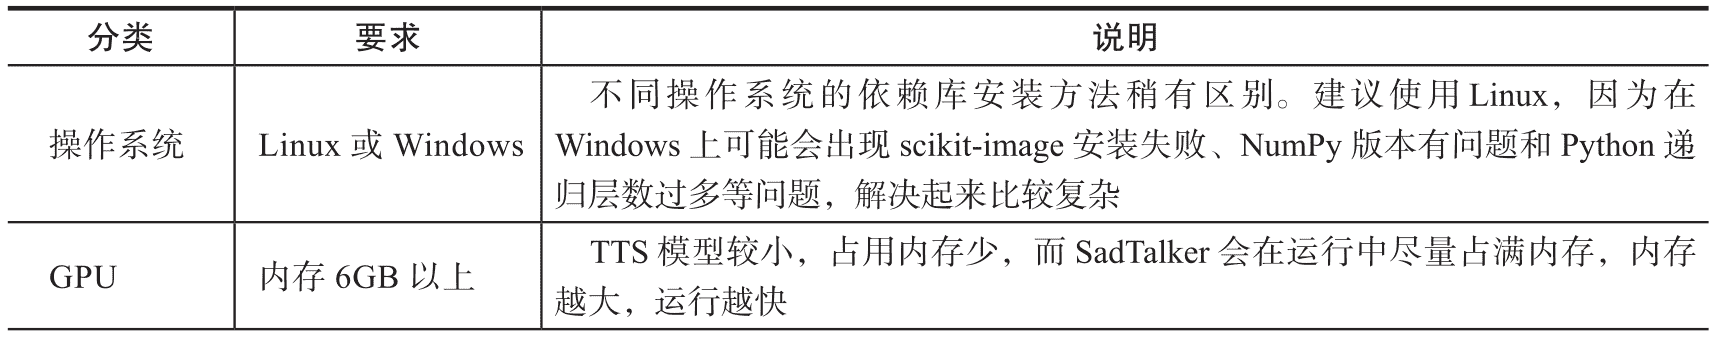 分类 要求 说明
不同操作系统的依赖库安装方法稍有区别。建议使用 Linux，因为在
操作系统 Linux 或 Windows Windows 上可能会出现 scikit-image 安装失败、NumPy 版本有问题和 Python 递
归层数过多等问题，解决起来比较复杂
TTS 模型较小，占用内存少，而 SadTalker 会在运行中尽量占满内存，内存
GPU 内存 6GB 以上
越大，运行越快